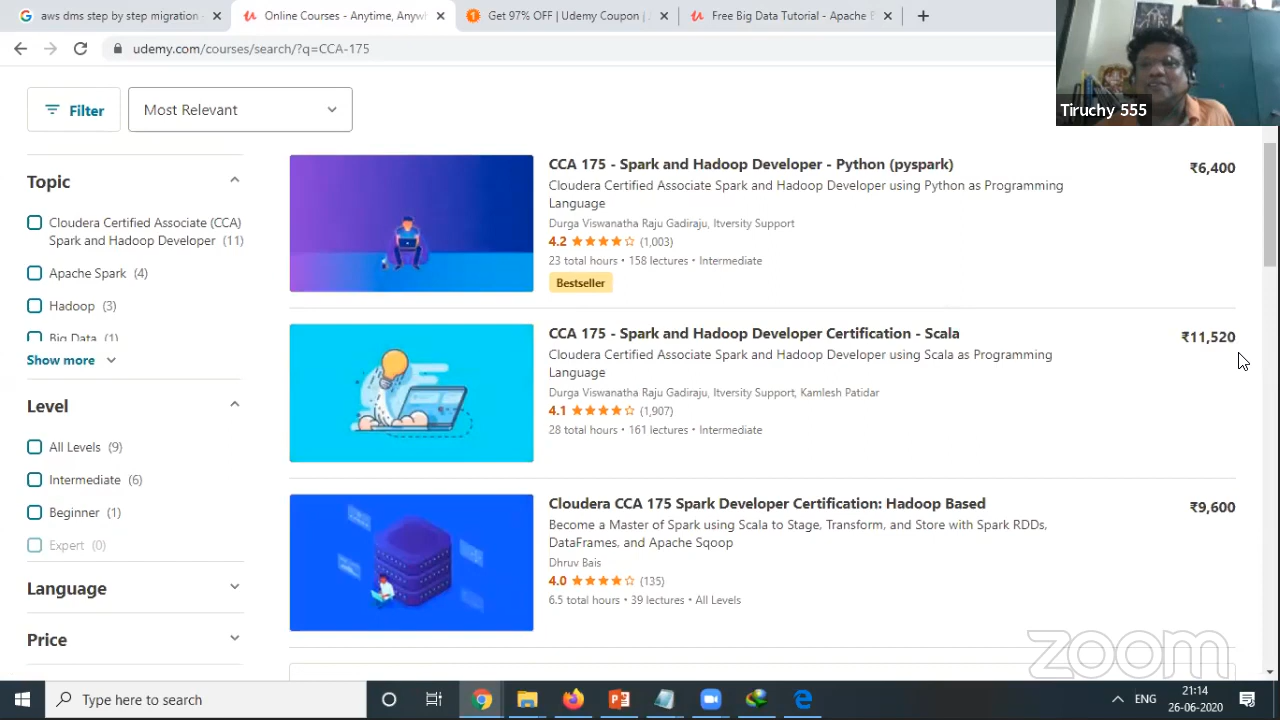 aws dms step by step migration -
Online Courses - Anytime, Anywh
Get 97% OFF | Udemy Coupon |
Free Big Data Tutorial - Apache
udemy.com/courses/search/?q=CCA-175
Tiruchy 555
Filter
Most Relevant
Topic
Cloudera Certified Associate (CCA)
Spark and Hadoop Developer (11)
Apache Spark (4)
Hadoop (3)
Big Data (1)
Show more
Level
All Levels (9)
Intermediate (6)
Beginner (1)
Expert (0)
Language
Price
CCA 175 - Spark and Hadoop Developer - Python (pyspark)
₹6,400
Cloudera Certified Associate Spark and Hadoop Developer using Python as Programming
Language
Durga Viswanatha Raju Gadiraju, Itversity Support
4.2 (1,003)
23 total hours • 158 lectures • Intermediate
Bestseller
CCA 175 - Spark and Hadoop Developer Certification - Scala
₹11,520
Cloudera Certified Associate Spark and Hadoop Developer using Scala as Programming
Language
Durga Viswanatha Raju Gadiraju, Itversity Support, Kamlesh Patidar
4.1 (1,907)
28 total hours • 161 lectures • Intermediate
Cloudera CCA 175 Spark Developer Certification: Hadoop Based
₹9,600
Become a Master of Spark using Scala to Stage, Transform, and Store with Spark RDDs,
DataFrames, and Apache Sqoop
Dhruv Bais
4.0 (135)
6.5 total hours • 39 lectures • All Levels
zoom
Type here to search
ENG
21:14
26-06-2020